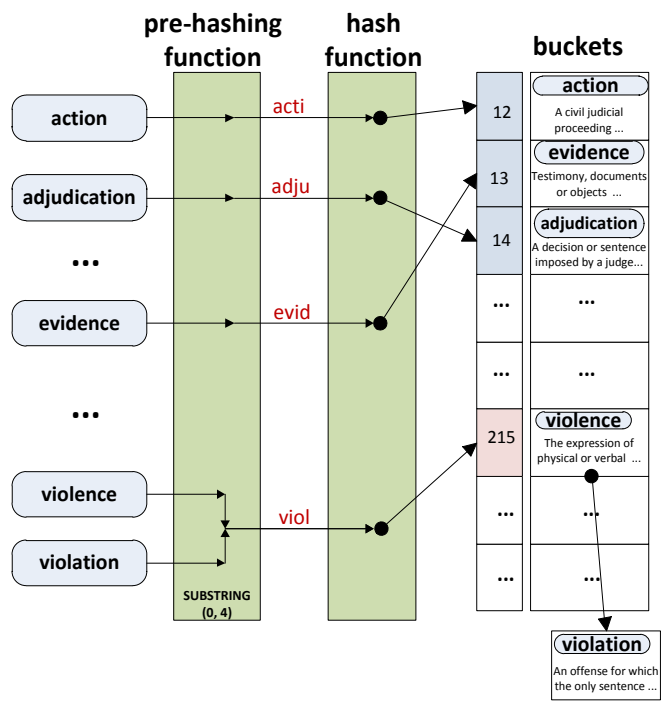 pre-hashing
function
hash
function
buckets
action
acti
12
action
A civil judicial
proceeding ...
adjudication
adju
13
evidence
Testimony, documents
or objects ...
...
14
adjudication
A decision or sentence
imposed by a judge...
evidence
evid
...
...
...
...
...
215
violence
The expression of
physical or verbal ...
violence
viol
violation
...
...
...
...
SUBSTRING
(0, 4)
violation
An offense for which
the only sentence ...